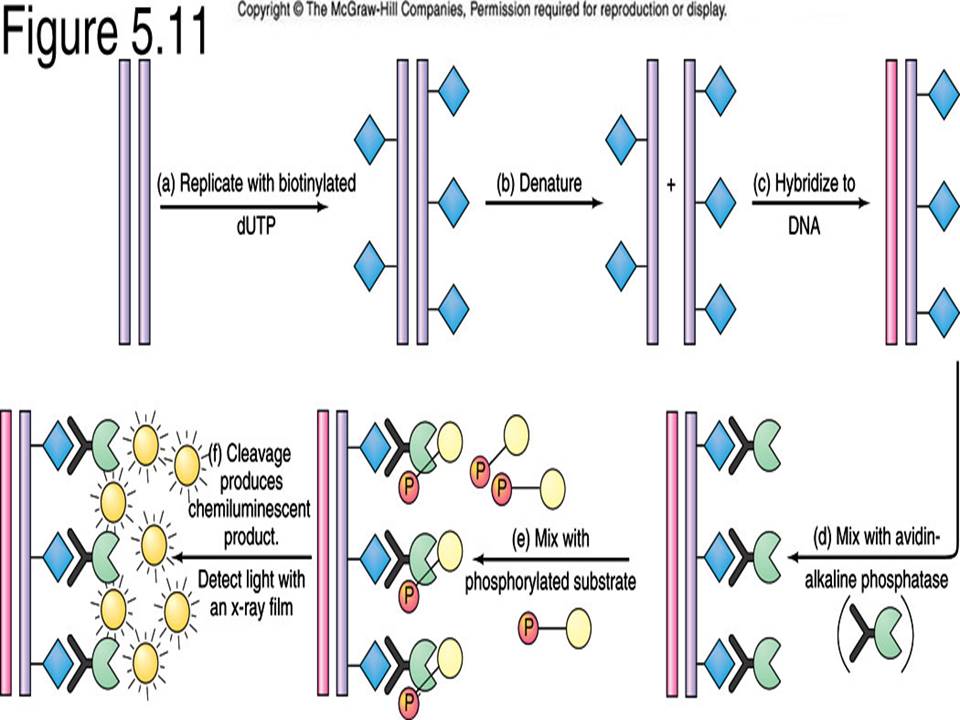 Copyright © The McGraw-Hill Companies, Permission required for reproduction or display.
Figure 5.11
(a) Replicate with biotinylated
dUTP
(b) Denature
+
(c) Hybridize to
DNA
(d) Mix with avidin-
alkaline phosphatase
(e) Mix with
phosphorylated substrate
P
P
P
P
P
P
(f) Cleavage
produces
chemiluminescent
product.
Detect light with
an x-ray film